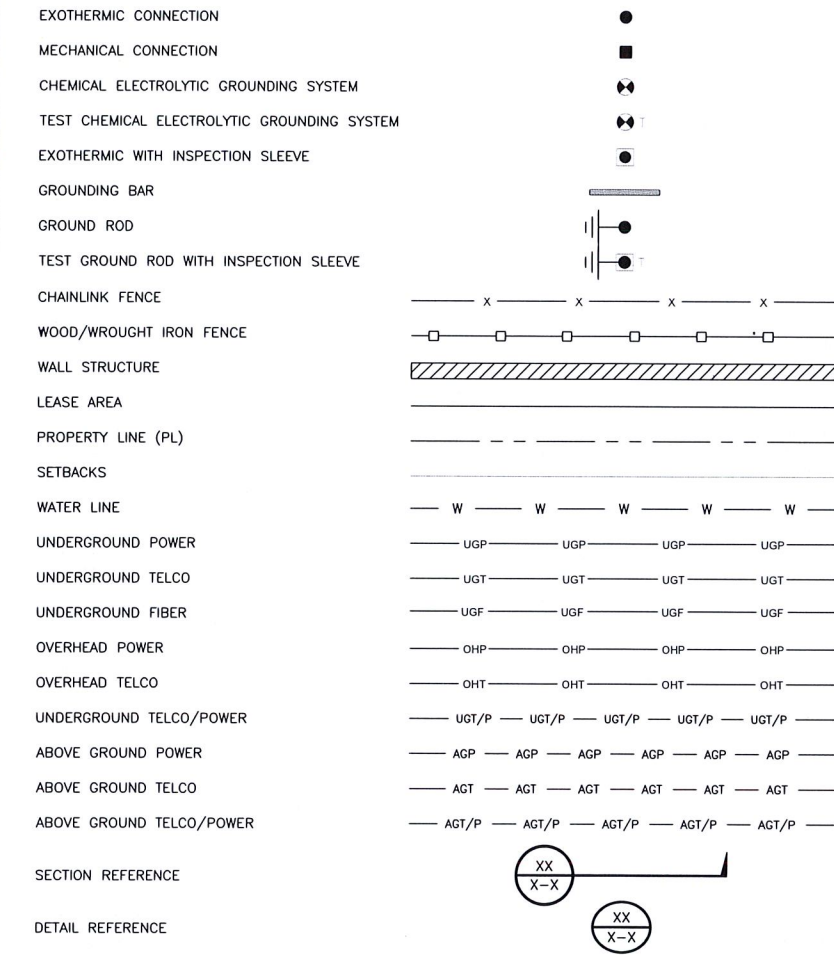 EXOTHERMIC CONNECTION
MECHANICAL CONNECTION
CHEMICAL ELECTROLYTIC GROUNDING SYSTEM
TEST CHEMICAL ELECTROLYTIC GROUNDING SYSTEM T
EXOTHERMIC WITH INSPECTION SLEEVE
GROUNDING BAR
GROUND ROD
TEST GROUND ROD WITH INSPECTION SLEEVE T
CHAINLINK FENCE X X X X
WOOD/WROUGHT IRON FENCE
WALL STRUCTURE
LEASE AREA
PROPERTY LINE (PL)
SETBACKS
WATER LINE W W W W W
UNDERGROUND POWER UGP UGP UGP UGP
UNDERGROUND TELCO UGT UGT UGT UGT
UNDERGROUND FIBER UGF UGF UGF UGF
OVERHEAD POWER OHP OHP OHP OHP
OVERHEAD TELCO OHT OHT OHT OHT
UNDERGROUND TELCO/POWER UGT/P UGT/P UGT/P UGT/P UGT/P
ABOVE GROUND POWER AGP AGP AGP AGP AGP AGP
ABOVE GROUND TELCO AGT AGT AGT AGT AGT AGT
ABOVE GROUND TELCO/POWER AGT/P AGT/P AGT/P AGT/P AGT/P
XX
SECTION REFERENCE
X-X
XX
DETAIL REFERENCE
X-X